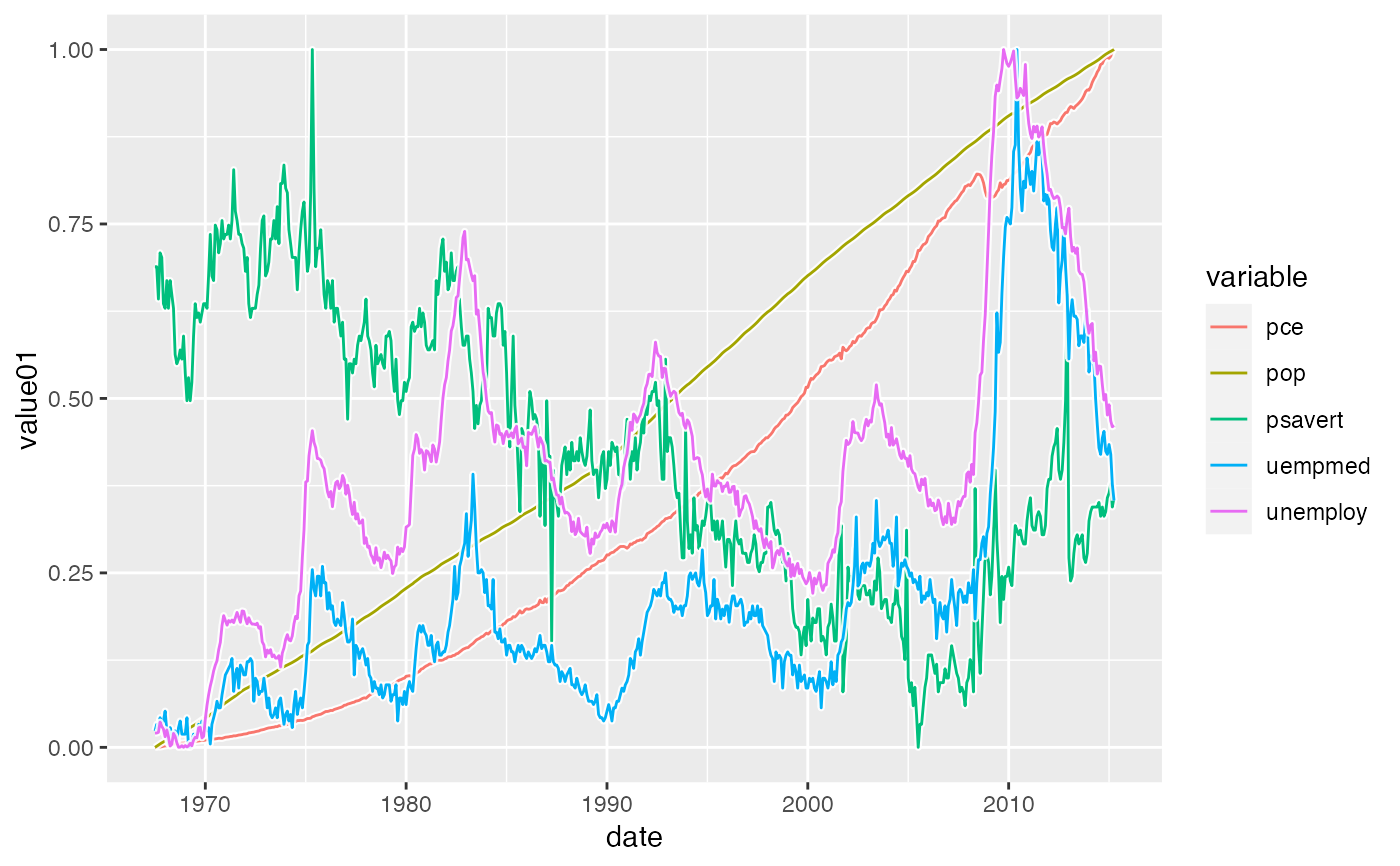 1.00
0.75
0.50
0.25
0.00
value01
1970 1980 1990 2000 2010
date
variable
pce
pop
psavert
uempmed
unemploy